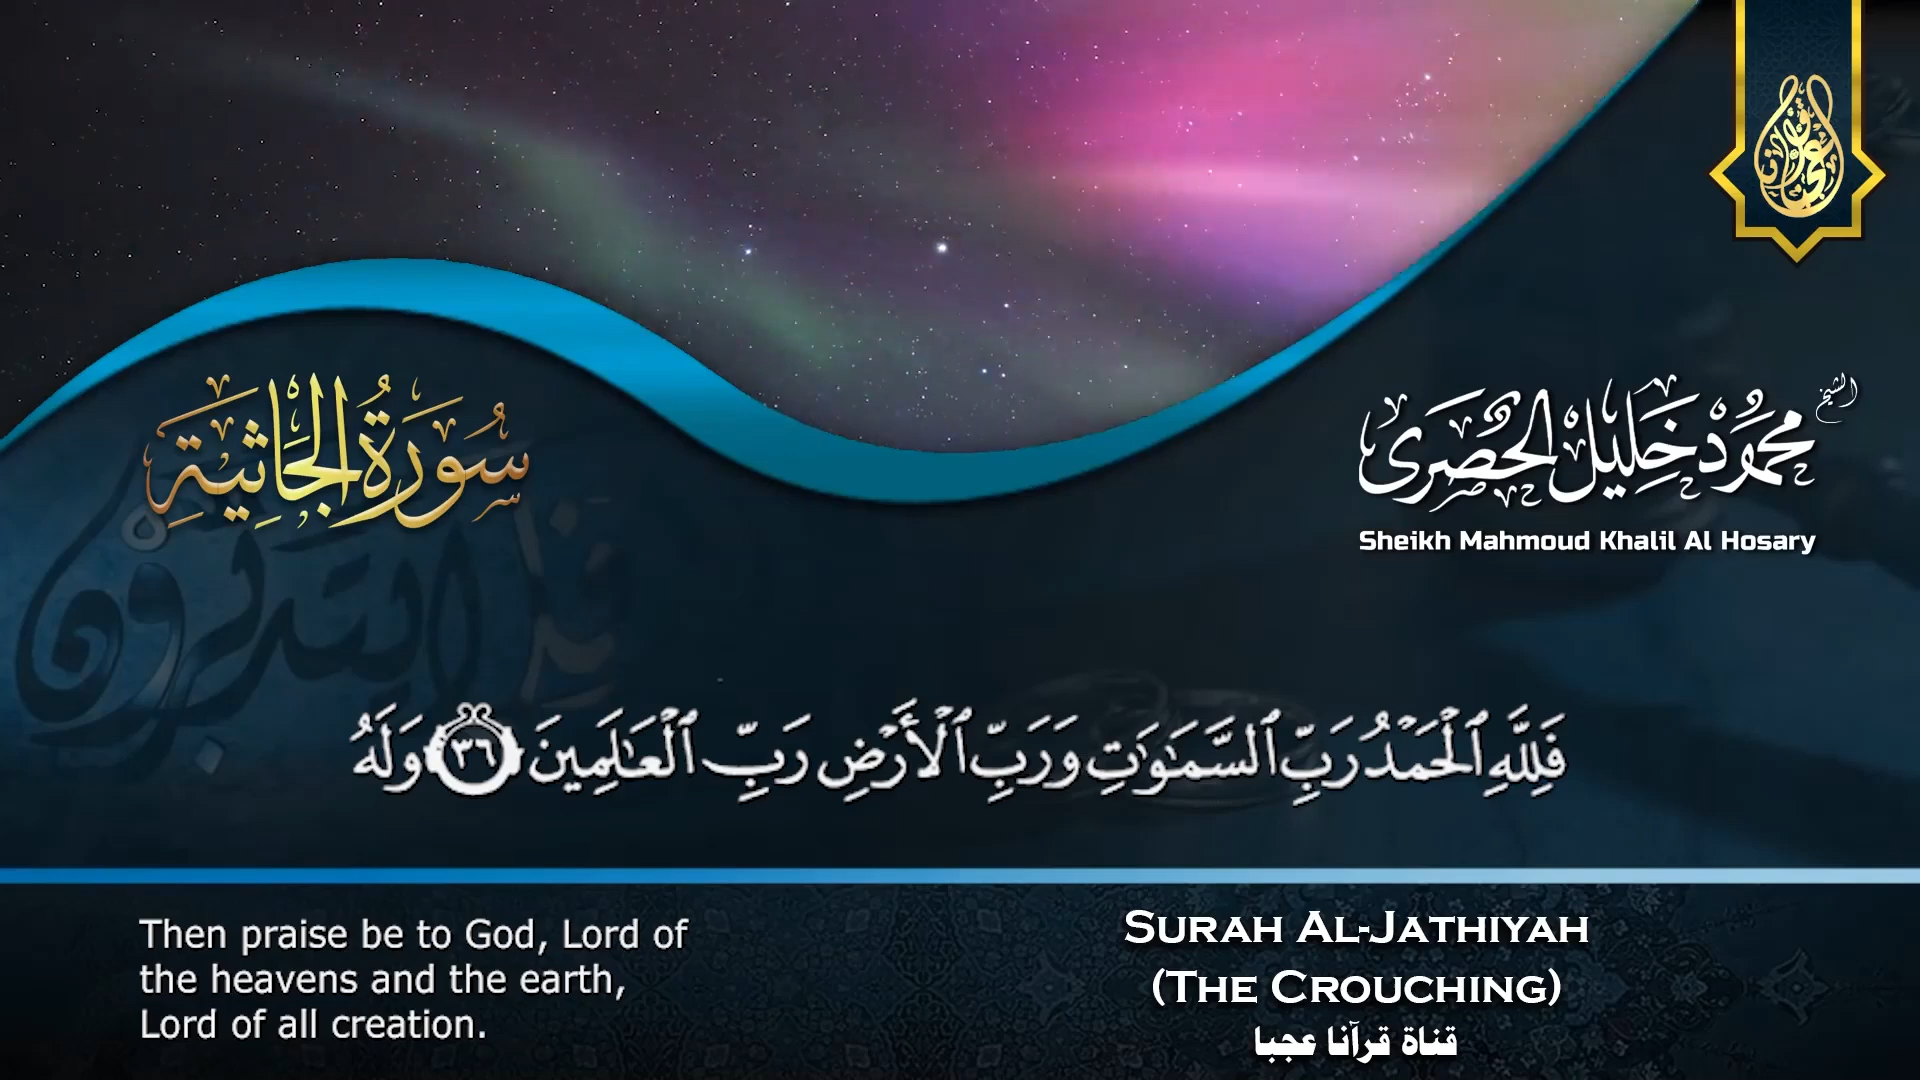 سُورَةُ الجَاثِيَةِ
الشيخ
محمود خليل الحصرى
Sheikh Mahmoud Khalil Al Hosary
فَلِلَّهِ ٱلْحَمْدُ رَبِّ ٱلسَّمَٰوَٰتِ وَرَبِّ ٱلْأَرْضِ رَبِّ ٱلْعَٰلَمِينَ ٣٦ وَلَهُ
Then praise be to God, Lord of
the heavens and the earth,
Lord of all creation.
SURAH AL-JATHIYAH
(THE CROUCHING)
قناة قرآنا عجبا